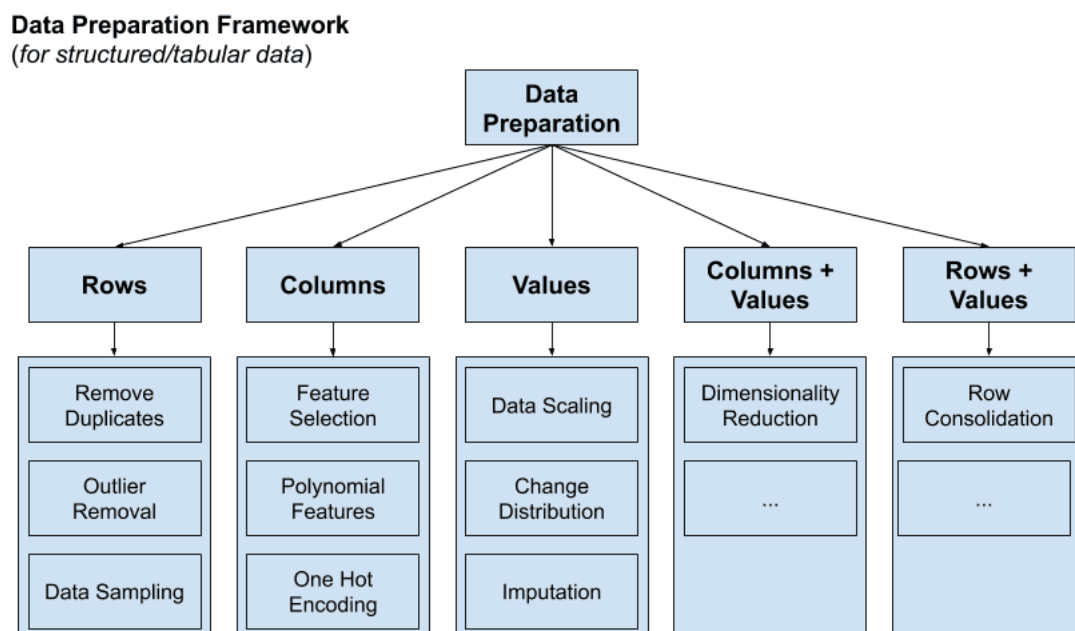 Data Preparation Framework
(for structured/tabular data)
Data
Preparation
Rows
Columns
Values
Columns +
Values
Rows +
Values
Remove
Duplicates
Outlier
Removal
Data Sampling
Feature
Selection
Polynomial
Features
One Hot
Encoding
Data Scaling
Change
Distribution
Imputation
Dimensionality
Reduction
...
Row
Consolidation
...